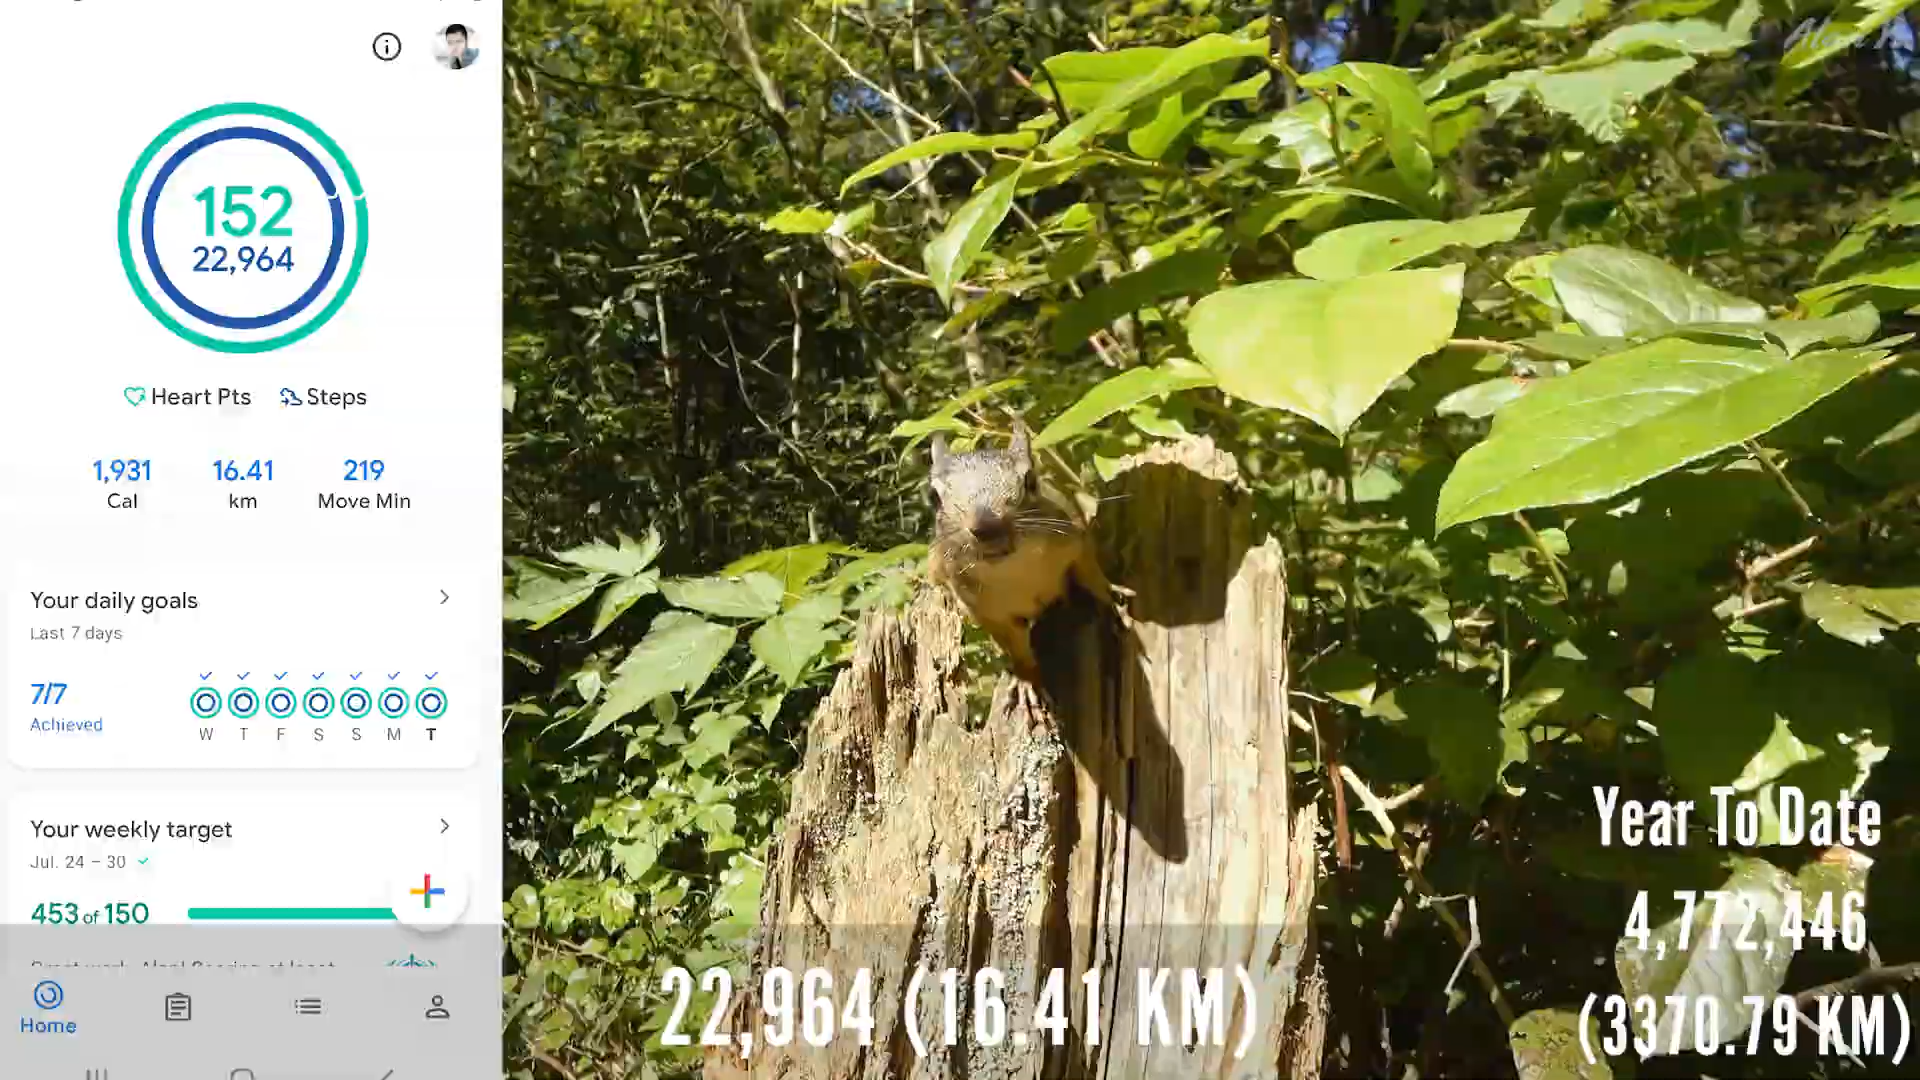 152
22,964
Heart Pts
Steps
1,931
Cal
16.41
km
219
Move Min
Your daily goals
Last 7 days
7/7
Achieved
W T F S S M T
Your weekly target
Jul. 24 – 30
453 of 150
Home
22,964 (16.41 KM)
Year To Date
4,772,446
(3370.79 KM)